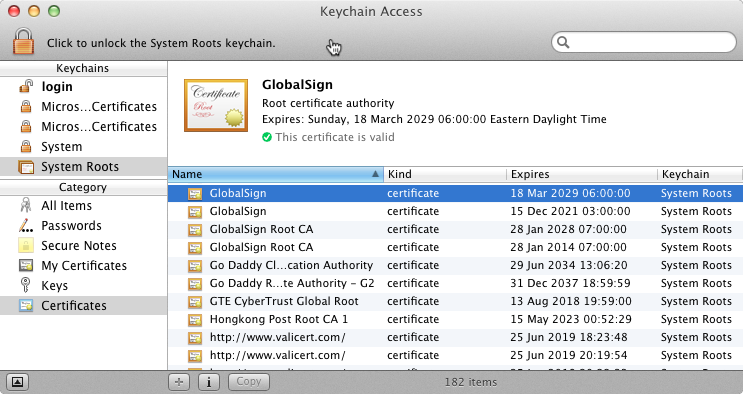 Keychain Access
Click to unlock the System Roots keychain.
Keychains
login
Micros...Certificates
Micros...Certificates
System
System Roots
Category
All Items
Passwords
Secure Notes
My Certificates
Keys
Certificates
Certificate
Root
GlobalSign
Root certificate authority
Expires: Sunday, 18 March 2029 06:00:00 Eastern Daylight Time
This certificate is valid
Name Kind Expires Keychain
GlobalSign certificate 18 Mar 2029 06:00:00 System Roots
GlobalSign certificate 15 Dec 2021 03:00:00 System Roots
GlobalSign Root CA certificate 28 Jan 2028 07:00:00 System Roots
GlobalSign Root CA certificate 28 Jan 2014 07:00:00 System Roots
Go Daddy Cl...cation Authority certificate 29 Jun 2034 13:06:20 System Roots
Go Daddy R...te Authority - G2 certificate 31 Dec 2037 18:59:59 System Roots
GTE CyberTrust Global Root certificate 13 Aug 2018 19:59:00 System Roots
Hongkong Post Root CA 1 certificate 15 May 2023 00:52:29 System Roots
http://www.valicert.com/ certificate 25 Jun 2019 18:23:48 System Roots
http://www.valicert.com/ certificate 25 Jun 2019 20:19:54 System Roots
Copy
182 items